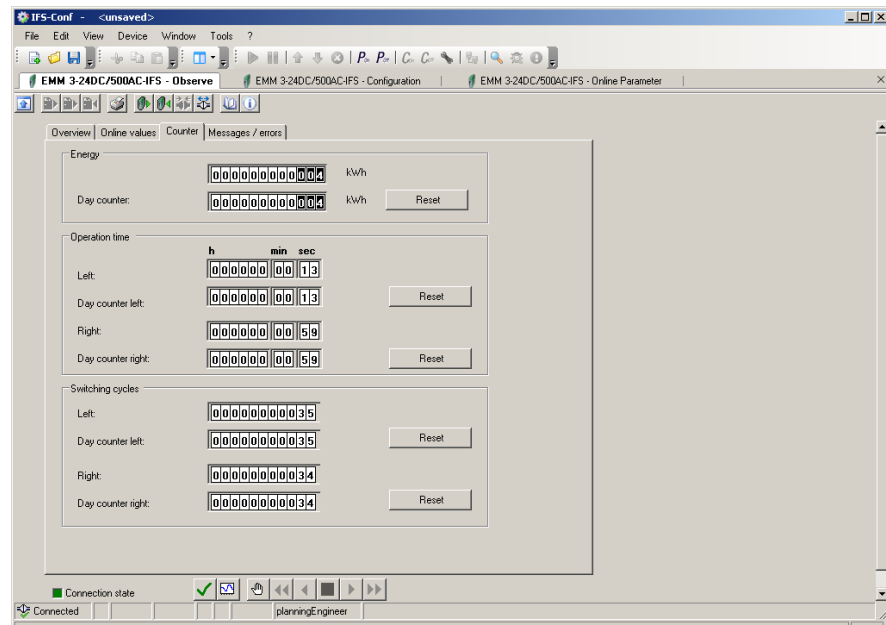 IFS-Conf - <unsaved>
File Edit View Device Window Tools ?
EMM 3-24DC/500AC-IFS - Observe EMM 3-24DC/500AC-IFS - Configuration | EMM 3-24DC/500AC-IFS - Online Parameter |
Overview Online values Counter Messages / errors
Energy
000000000004 kWh
Day counter: 000000000004 kWh Reset
Operation time
h min sec
Left: 000000 00 13
Day counter left: 000000 00 13 Reset
Right: 000000 00 59
Day counter right: 000000 00 59 Reset
Switching cycles
Left: 00000000035
Day counter left: 00000000035 Reset
Right: 00000000034
Day counter right: 00000000034 Reset
Connection state
Connected planningEngineer